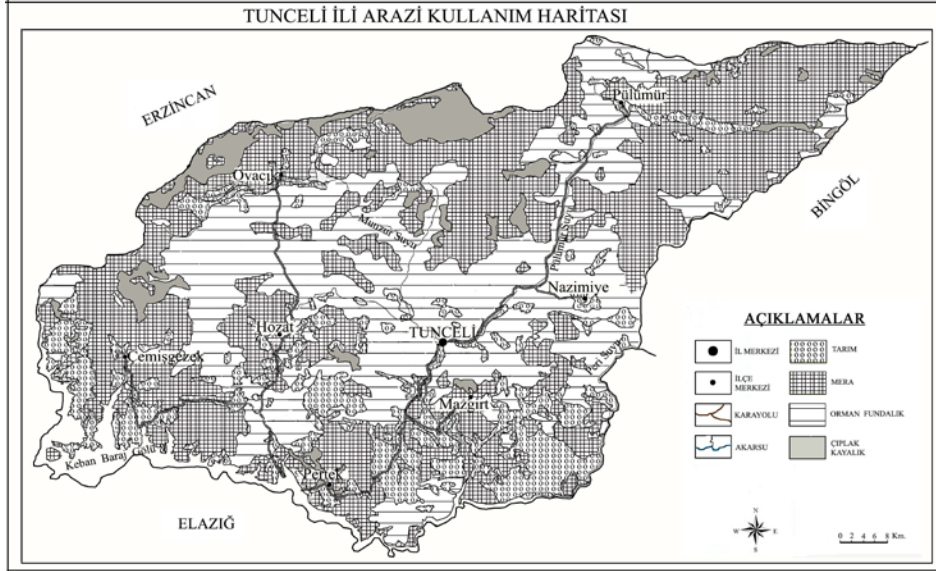 TUNCELİ İLİ ARAZİ KULLANIM HARİTASI
ERZİNCAN
Pülümür
Ovacık
BİNGÖL
Munzur Suyu
Pülümür Suyu
Nazimiye
Hozat
TUNCELİ
Çemişgezek
Peri Suyu
Mazgirt
Keban Baraj Gölü
Pertek
ELAZIĞ
AÇIKLAMALAR
İL MERKEZİ
TARIM
İLÇE
MERKEZİ
MERA
KARAYOLU
ORMAN FUNDALIK
AKARSU
ÇIPLAK
KAYALIK
N
W E
S
0 2 4 6 8 Km.